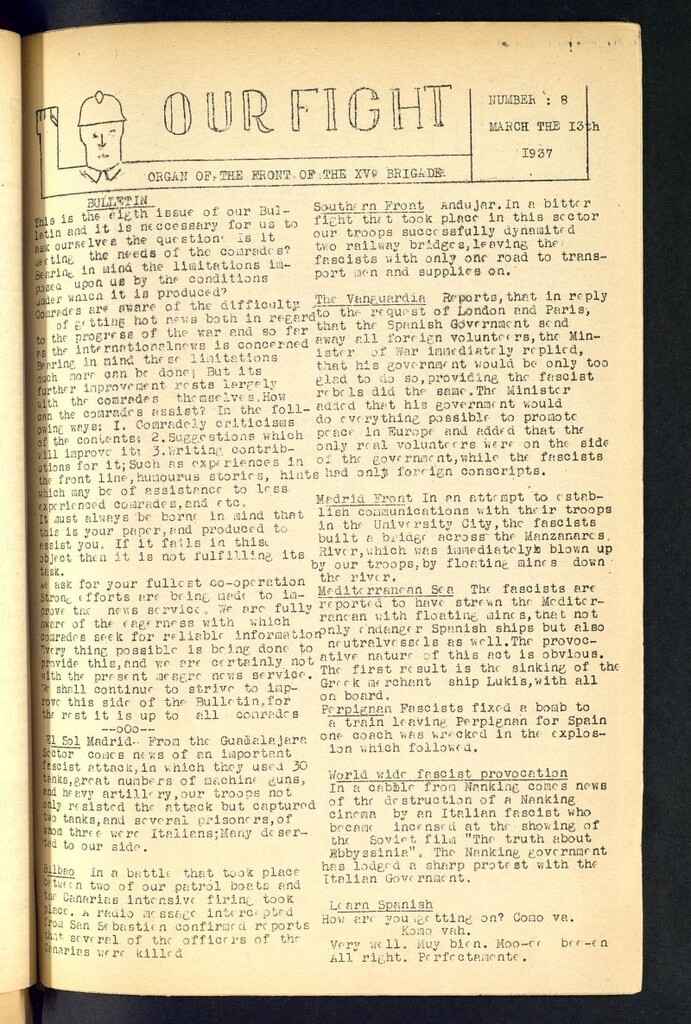 OUR FIGHT
NUMBER : 8
MARCH THE 13th
1937
ORGAN OF THE FRONT OF THE XVº BRIGADE
BULLETIN
This is the eigth issue of our Bul-
letin and it is neccessary for us to
ask ourselves the question: Is it
meeting the needs of the comrades?
Bearing in mind the limitations im-
posed upon us by the conditions
under which it is produced?
Comrades are aware of the difficulty
of getting hot news both in regard
to the progress of the war and so far
as the internationalnews is concerned
Bearing in mind these limitations
much more can be done; But its
further improvement rests largely
with the comrades themselves.How
can the comrades assist? In the foll-
owing ways: I. Comradely criticisms
of the contents; 2.Suggestions which
will improve it; 3.Writing contrib-
utions for it;Such as experiences in
the front line,humourus stories, hints
which may be of assistance to less
experienced comrades,and etc.
It must always be borne in mind that
this is your paper,and produced to
assist you. If it fails in this
object then it is not fulfilling its
task.
We ask for your fullest co-operation
Strong efforts are being made to im-
prove the news service. We are fully
aware of the eagerness with which
comrades seek for reliable information
Every thing possible is being done to
provide this,and we are certainly not
with the present meagre news service.
We shall continue to strive to imp-
rove this side of the Bulletin,for
the rest it is up to all comrades
---oOo---
El Sol Madrid- From the Guadalajara
Sector comes news of an important
fascist attack,in which they used 30
tanks,great numbers of machine guns,
and heavy artillery,our troops not
only resisted the attack but captured
two tanks,and several prisoners,of
whom three were Italians;Many deser-
ted to our side.
Bilbao In a battle that took place
between two of our patrol boats and
the Canarias intensive firing took
place. A radio message intercepted
from San Sebastien confirmed reports
that several of the officers of the
Canarias were killed
Southern Front Andujar.In a bitter
fight that took place in this sector
our troops successfully dynamited
two railway bridges,leaving the
fascists with only one road to trans-
port men and supplies on.
The Vanguardia Reports,that in reply
to the request of London and Paris,
that the Spanish Government send
away all foreign volunteers,the Min-
ister of War immediately replied,
that his government would be only too
glad to do so,providing the fascist
rebels did the same.The Minister
added that his government would
do everything possible to promote
peace in Europe and added that the
only real volunteers were on the side
of the government,while the fascists
had only foreign conscripts.
Madrid Front In an attempt to estab-
lish communications with their troops
in the University City,the fascists
built a bridge across the Manzanares
River,which was immediately blown up
by our troops,by floating mines down
the river.
Mediterranean Sea The fascists are
reported to have strewn the Mediter-
ranean with floating mines,that not
only endanger Spanish ships but also
neutralvessels as well.The provoc-
ative nature of this act is obvious.
The first result is the sinking of the
Greek merchant ship Lukis,with all
on board.
Perpignan Fascists fixed a bomb to
a train leaving Perpignan for Spain
one coach was wrecked in the explos-
ion which followed.
World wide fascist provocation
In a cabble from Nanking comes news
of the destruction of a Nanking
cinema by an Italian fascist who
became incensed at the showing of
the Soviet film "The truth about
Ebbyssinia". The Nanking government
has lodged a sharp protest with the
Italian Government.
Learn Spanish
How are you getting on? Como va.
Komo vah.
Very well. Muy bien. Moo-ee bee-en
All right. Perfectamente.